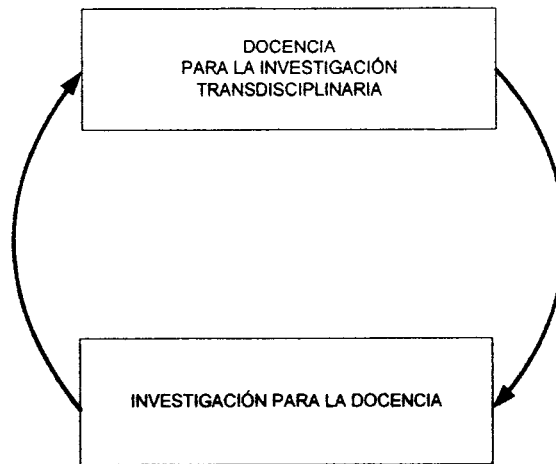 DOCENCIA
PARA LA INVESTIGACIÓN
TRANSDISCIPLINARIA
INVESTIGACIÓN PARA LA DOCENCIA